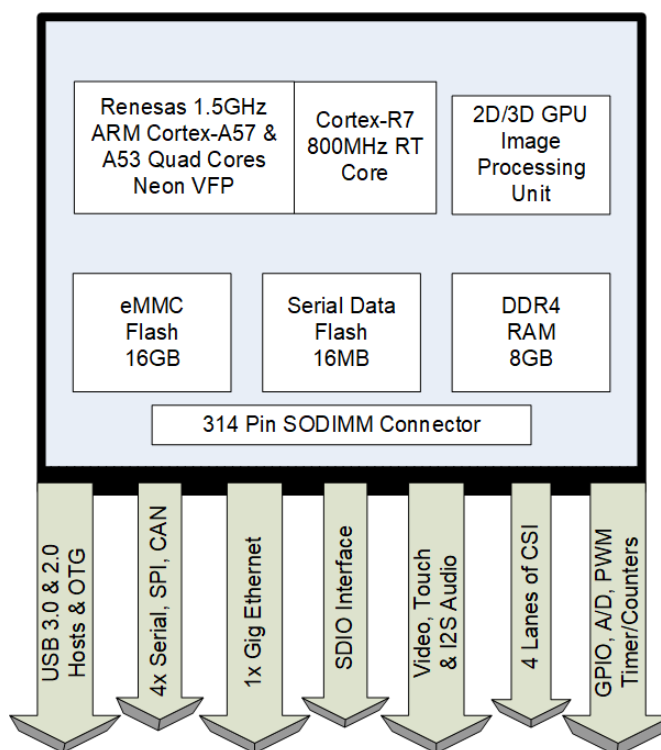 Renesas 1.5GHz
ARM Cortex-A57 &
A53 Quad Cores
Neon VFP
Cortex-R7
800MHz RT
Core
2D/3D GPU
Image
Processing
Unit
eMMC
Flash
16GB
Serial Data
Flash
16MB
DDR4
RAM
8GB
314 Pin SODIMM Connector
USB 3.0 & 2.0
Hosts & OTG
4x Serial, SPI, CAN
1x Gig Ethernet
SDIO Interface
Video, Touch
& I2S Audio
4 Lanes of CSI
GPIO, A/D, PWM
Timer/Counters